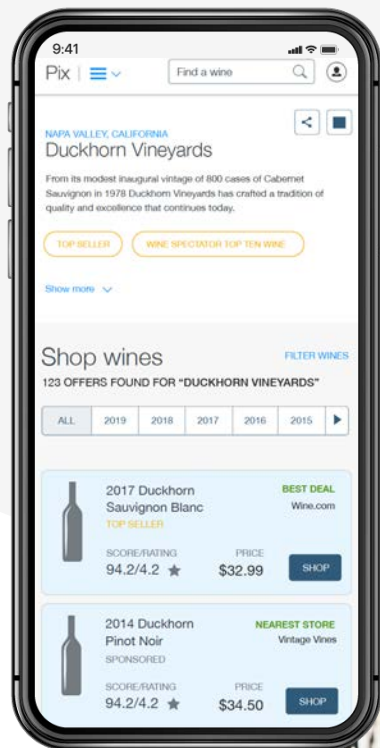 9:41
Pix
Find a wine
NAPA VALLEY, CALIFORNIA
Duckhorn Vineyards
From its modest inaugural vintage of 800 cases of Cabernet
Sauvignon in 1978 Duckhorn Vineyards has crafted a tradition of
quality and excellence that continues today.
TOP SELLER WINE SPECTATOR TOP TEN WINE
Show more
Shop wines FILTER WINES
123 OFFERS FOUND FOR “DUCKHORN VINEYARDS”
ALL 2019 2018 2017 2016 2015
2017 Duckhorn BEST DEAL
Sauvignon Blanc Wine.com
TOP SELLER
SCORE/RATING PRICE
94.2/4.2 $32.99 SHOP
2014 Duckhorn NEAREST STORE
Pinot Noir Vintage Vines
SPONSORED
SCORE/RATING PRICE
94.2/4.2 $34.50 SHOP